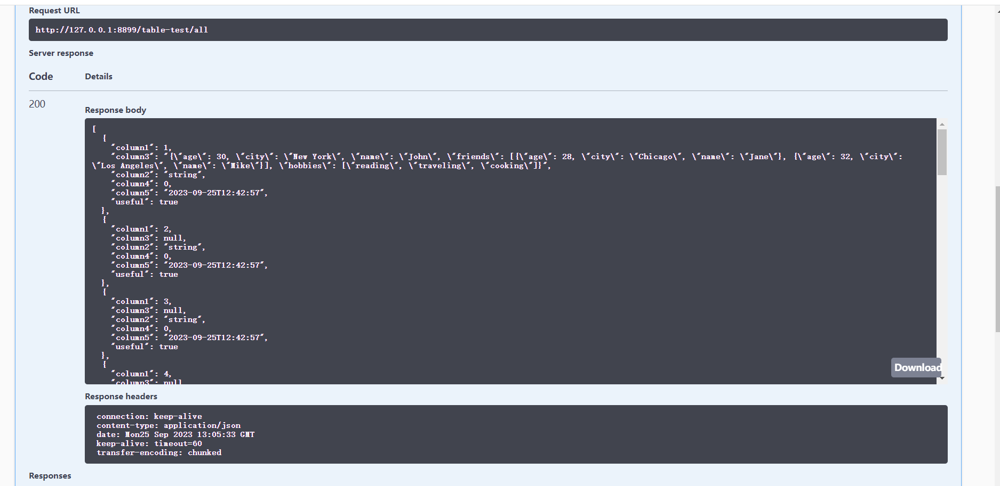 Request URL
http://127.0.0.1:8899/table-test/all
Server response
Code Details
200
Response body
[
  {
    "column1": 1,
    "column3": "{\"age\": 30, \"city\": \"New York\", \"name\": \"John\", \"friends\": [{\"age\": 28, \"city\": \"Chicago\", \"name\": \"Jane\"}, {\"age\": 32, \"city\":
\"Los Angeles\", \"name\": \"Mike\"}], \"hobbies\": [\"reading\", \"traveling\", \"cooking\"]}",
    "column2": "string",
    "column4": 0,
    "column5": "2023-09-25T12:42:57",
    "useful": true
  },
  {
    "column1": 2,
    "column3": null,
    "column2": "string",
    "column4": 0,
    "column5": "2023-09-25T12:42:57",
    "useful": true
  },
  {
    "column1": 3,
    "column3": null,
    "column2": "string",
    "column4": 0,
    "column5": "2023-09-25T12:42:57",
    "useful": true
  },
  {
    "column1": 4,
    "column3": null
Download
Response headers
connection: keep-alive
content-type: application/json
date: Mon25 Sep 2023 13:05:33 GMT
keep-alive: timeout=60
transfer-encoding: chunked
Responses